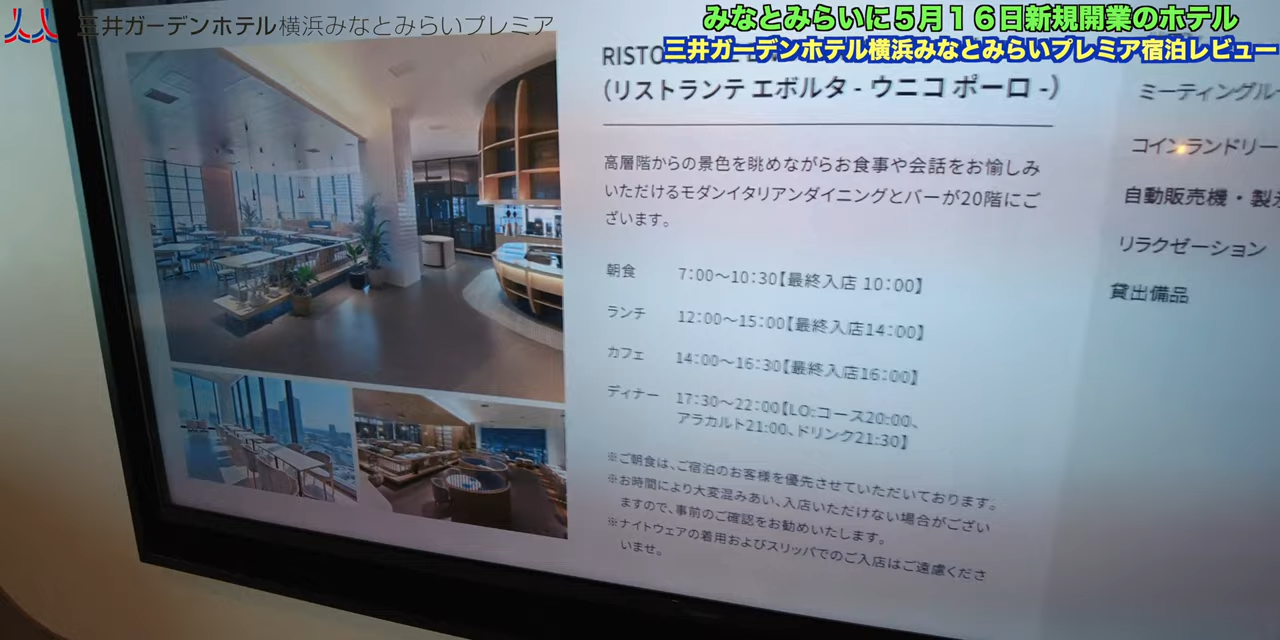 三井ガーデンホテル横浜みなとみらいプレミア
みなとみらいに５月１６日新規開業のホテル
三井ガーデンホテル横浜みなとみらいプレミア宿泊レビュー
RISTO
（リストランテ エボルタ - ウニコ ポーロ -）
高層階からの景色を眺めながらお食事や会話をお愉しみ
いただけるモダンイタリアンダイニングとバーが20階にご
ざいます。
朝食 7:00～10:30【最終入店 10:00】
ランチ 12:00～15:00【最終入店14:00】
カフェ 14:00～16:30【最終入店16:00】
ディナー 17:30～22:00【LO:コース20:00、
アラカルト21:00、ドリンク21:30】
※ご朝食は、ご宿泊のお客様を優先させていただいております。
※お時間により大変混みあい、入店いただけない場合がござい
ますので、事前のご確認をお勧めいたします。
※ナイトウェアの着用およびスリッパでのご入店はご遠慮くださ
いませ。
ミーティングル
コインランドリー
自動販売機・製氷
リラクゼーション
貸出備品